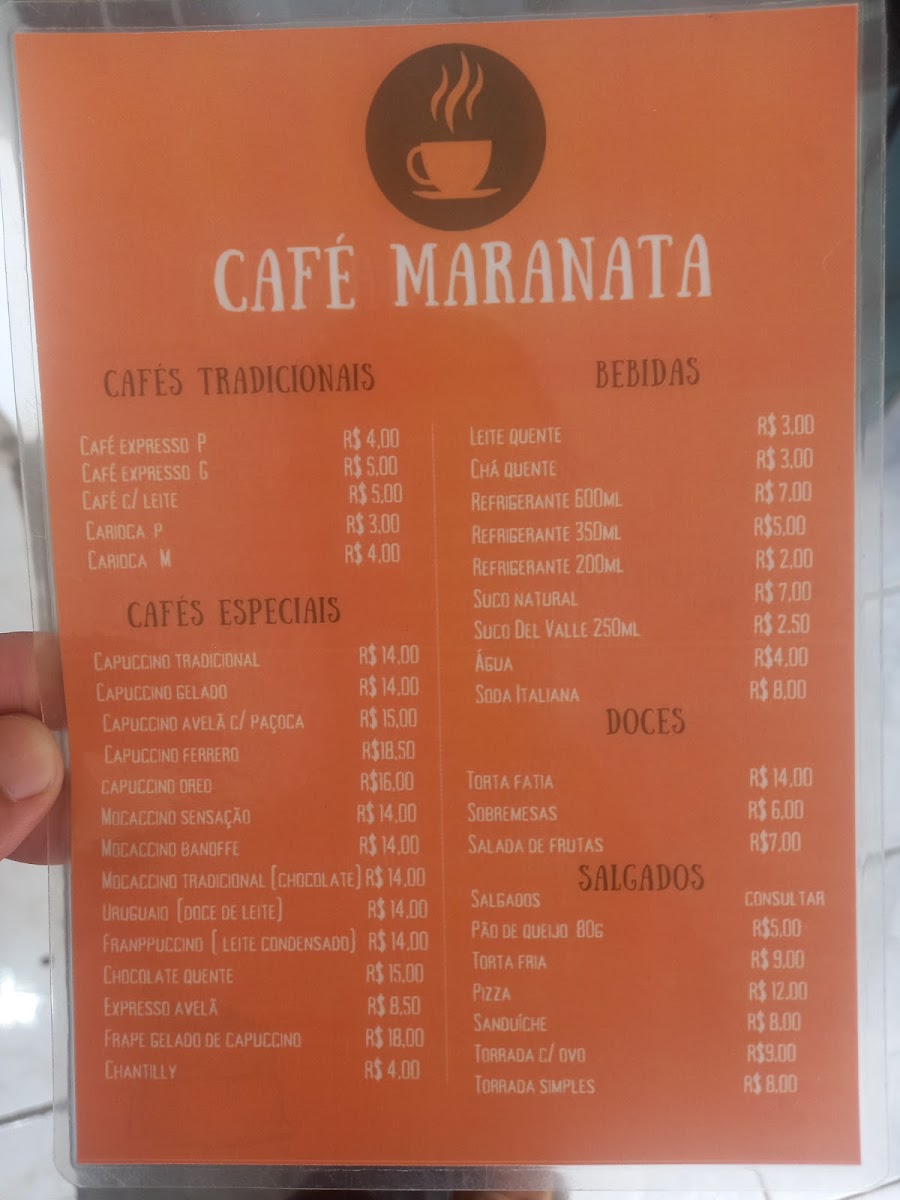 CAFÉ MARANATA
CAFÉS TRADICIONAIS
CAFÉ EXPRESSO P R$ 4,00
CAFÉ EXPRESSO G R$ 5,00
CAFÉ C/ LEITE R$ 5,00
CARIOCA P R$ 3,00
CARIOCA M R$ 4,00
CAFÉS ESPECIAIS
CAPUCCINO TRADICIONAL R$ 14,00
CAPUCCINO GELADO R$ 14,00
CAPUCCINO AVELÃ C/ PAÇOCA R$ 15,00
CAPUCCINO FERRERO R$18,50
CAPUCCINO OREO R$16,00
MOCACCINO SENSAÇÃO R$ 14,00
MOCACCINO BANOFFE R$ 14,00
MOCACCINO TRADICIONAL (CHOCOLATE) R$ 14,00
URUGUAIO (DOCE DE LEITE) R$ 14,00
FRANPPUCCINO ( LEITE CONDENSADO) R$ 14,00
CHOCOLATE QUENTE R$ 15,00
EXPRESSO AVELÃ R$ 8,50
FRAPE GELADO DE CAPUCCINO R$ 18,00
CHANTILLY R$ 4,00
BEBIDAS
LEITE QUENTE R$ 3,00
CHÁ QUENTE R$ 3,00
REFRIGERANTE 600ML R$ 7,00
REFRIGERANTE 350ML R$5,00
REFRIGERANTE 200ML R$ 2,00
SUCO NATURAL R$ 7,00
SUCO DEL VALLE 250ML R$ 2,50
ÁGUA R$4,00
SODA ITALIANA R$ 8,00
DOCES
TORTA FATIA R$ 14,00
SOBREMESAS R$ 6,00
SALADA DE FRUTAS R$7,00
SALGADOS
SALGADOS CONSULTAR
PÃO DE QUEIJO 80G R$5,00
TORTA FRIA R$ 9,00
PIZZA R$ 12,00
SANDUÍCHE R$ 8,00
TORRADA C/ OVO R$9,00
TORRADA SIMPLES R$ 8,00